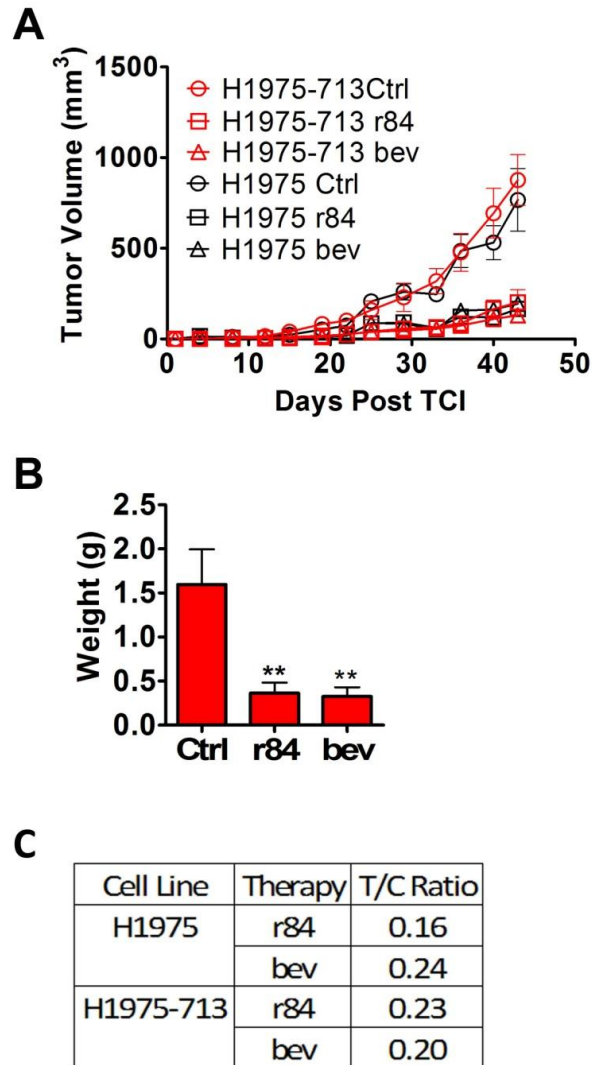 A
Tumor Volume (mm³)
1500
1000
500
0
H1975-713Ctrl
H1975-713 r84
H1975-713 bev
H1975 Ctrl
H1975 r84
H1975 bev
0 10 20 30 40 50
Days Post TCI
B
Weight (g)
2.5
2.0
1.5
1.0
0.5
0.0
** **
Ctrl r84 bev
C
Cell Line Therapy T/C Ratio
H1975 r84 0.16
bev 0.24
H1975-713 r84 0.23
bev 0.20